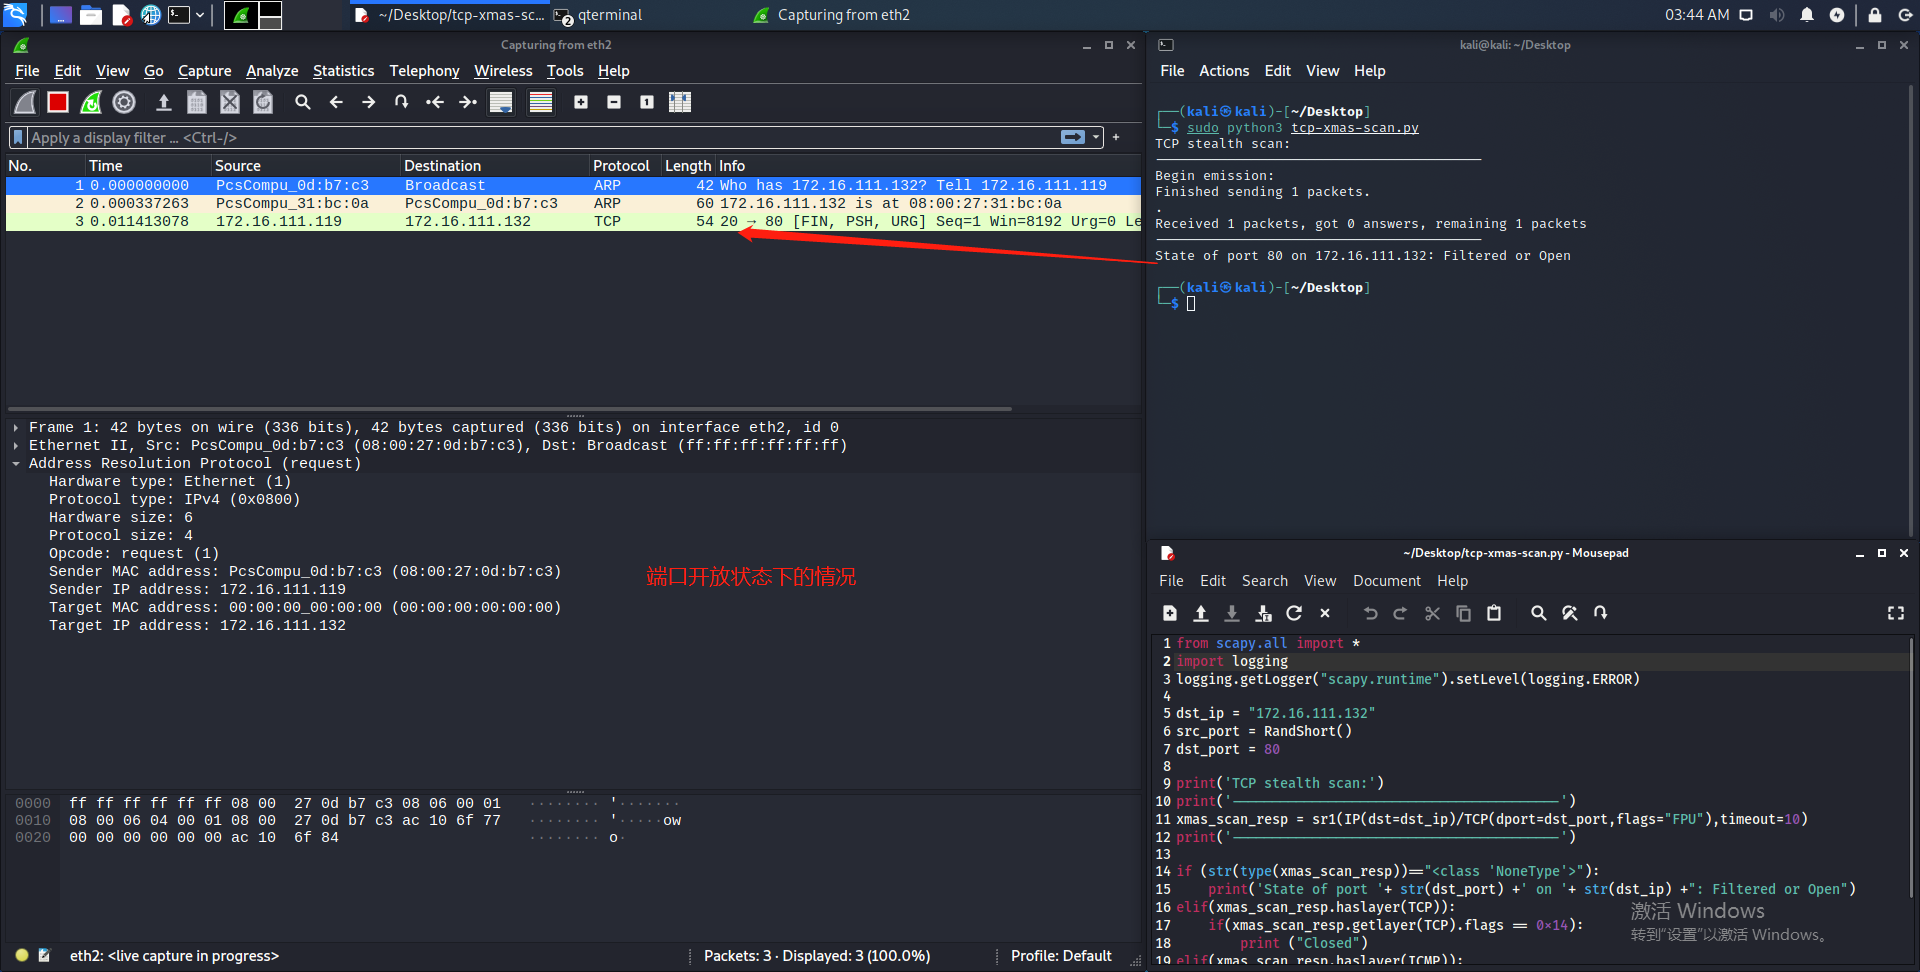 ~/Desktop/tcp-xmas-sc...
2
qterminal
Capturing from eth2
03:44 AM
Capturing from eth2
File Edit View Go Capture Analyze Statistics Telephony Wireless Tools Help
Apply a display filter ... <Ctrl-/>
No. Time Source Destination Protocol Length Info
1 0.000000000 PcsCompu_0d:b7:c3 Broadcast ARP 42 Who has 172.16.111.132? Tell 172.16.111.119
2 0.000337263 PcsCompu_31:bc:0a PcsCompu_0d:b7:c3 ARP 60 172.16.111.132 is at 08:00:27:31:bc:0a
3 0.011413078 172.16.111.119 172.16.111.132 TCP 54 20 → 80 [FIN, PSH, URG] Seq=1 Win=8192 Urg=0 Le
Frame 1: 42 bytes on wire (336 bits), 42 bytes captured (336 bits) on interface eth2, id 0
Ethernet II, Src: PcsCompu_0d:b7:c3 (08:00:27:0d:b7:c3), Dst: Broadcast (ff:ff:ff:ff:ff:ff)
Address Resolution Protocol (request)
Hardware type: Ethernet (1)
Protocol type: IPv4 (0x0800)
Hardware size: 6
Protocol size: 4
Opcode: request (1)
Sender MAC address: PcsCompu_0d:b7:c3 (08:00:27:0d:b7:c3)
Sender IP address: 172.16.111.119
Target MAC address: 00:00:00_00:00:00 (00:00:00:00:00:00)
Target IP address: 172.16.111.132
端口开放状态下的情况
0000 ff ff ff ff ff ff 08 00 27 0d b7 c3 08 06 00 01 ········ '·······
0010 08 00 06 04 00 01 08 00 27 0d b7 c3 ac 10 6f 77 ········ '·····ow
0020 00 00 00 00 00 00 ac 10 6f 84 ········ o·
eth2: <live capture in progress>
Packets: 3 · Displayed: 3 (100.0%)
Profile: Default
kali@kali: ~/Desktop
File Actions Edit View Help
┌──(kali㉿kali)-[~/Desktop]
└─$ sudo python3 tcp-xmas-scan.py
TCP stealth scan:
─────────────────────────────────────────
Begin emission:
Finished sending 1 packets.
.
Received 1 packets, got 0 answers, remaining 1 packets
─────────────────────────────────────────
State of port 80 on 172.16.111.132: Filtered or Open
┌──(kali㉿kali)-[~/Desktop]
└─$
~/Desktop/tcp-xmas-scan.py - Mousepad
File Edit Search View Document Help
1 from scapy.all import *
2 import logging
3 logging.getLogger("scapy.runtime").setLevel(logging.ERROR)
4
5 dst_ip = "172.16.111.132"
6 src_port = RandShort()
7 dst_port = 80
8
9 print('TCP stealth scan:')
10 print('─────────────────────────────────────────')
11 xmas_scan_resp = sr1(IP(dst=dst_ip)/TCP(dport=dst_port,flags="FPU"),timeout=10)
12 print('─────────────────────────────────────────')
13
14 if (str(type(xmas_scan_resp))=="<class 'NoneType'>"):
15 print('State of port '+ str(dst_port) +' on '+ str(dst_ip) +": Filtered or Open")
16 elif(xmas_scan_resp.haslayer(TCP)):
17 if(xmas_scan_resp.getlayer(TCP).flags == 0×14):
18 print ("Closed")
19 elif(xmas_scan_resp.haslayer(ICMP)):
激活 Windows
转到“设置”以激活 Windows。